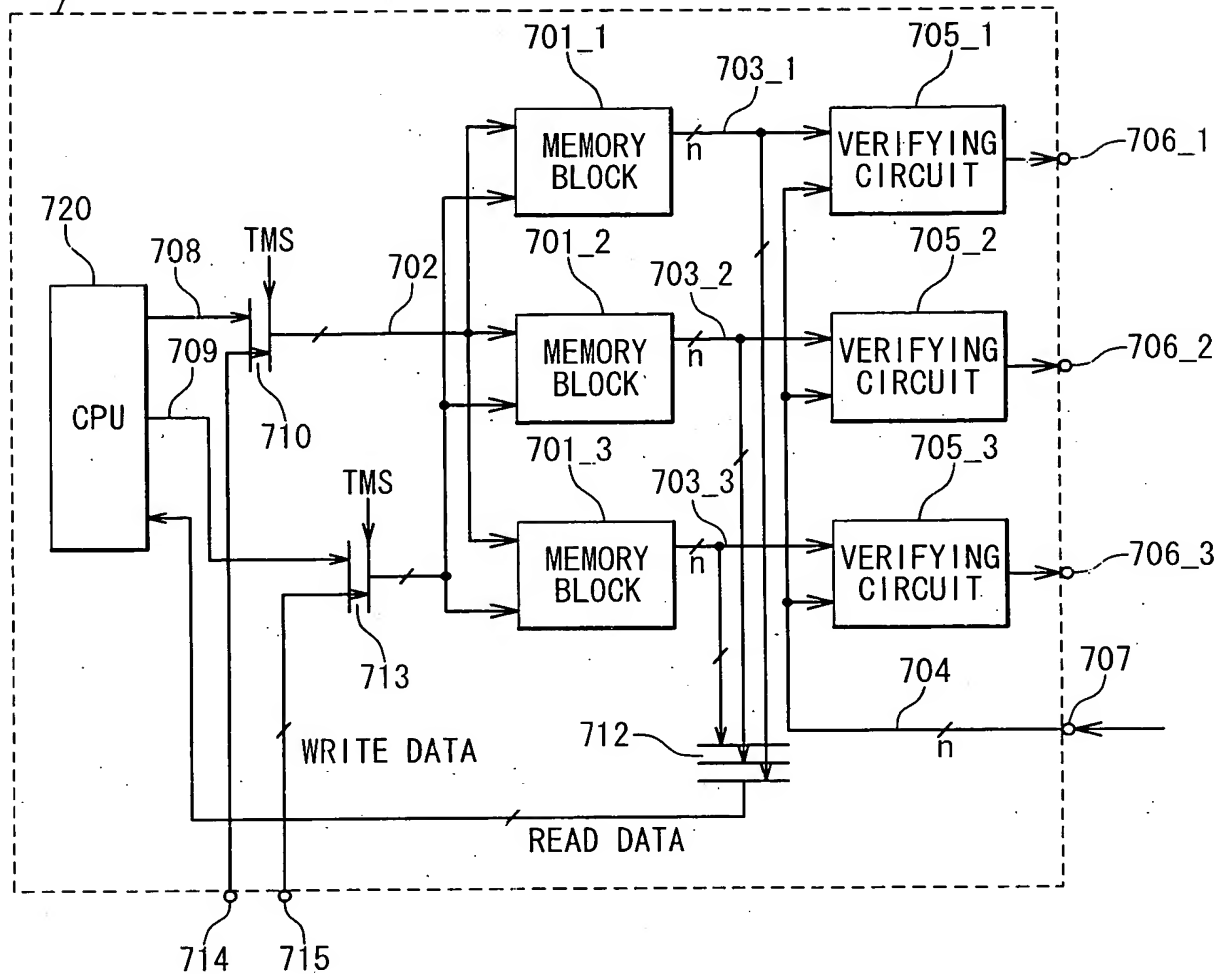 701_1
703_1
705_1
MEMORY
BLOCK
n
VERIFYING
CIRCUIT
706_1
720
708
TMS
702
701_2
703_2
705_2
MEMORY
BLOCK
n
VERIFYING
CIRCUIT
706_2
709
CPU
710
TMS
701_3
703_3
705_3
MEMORY
BLOCK
n
VERIFYING
CIRCUIT
706_3
713
704
n
707
WRITE DATA
712
READ DATA
714
715